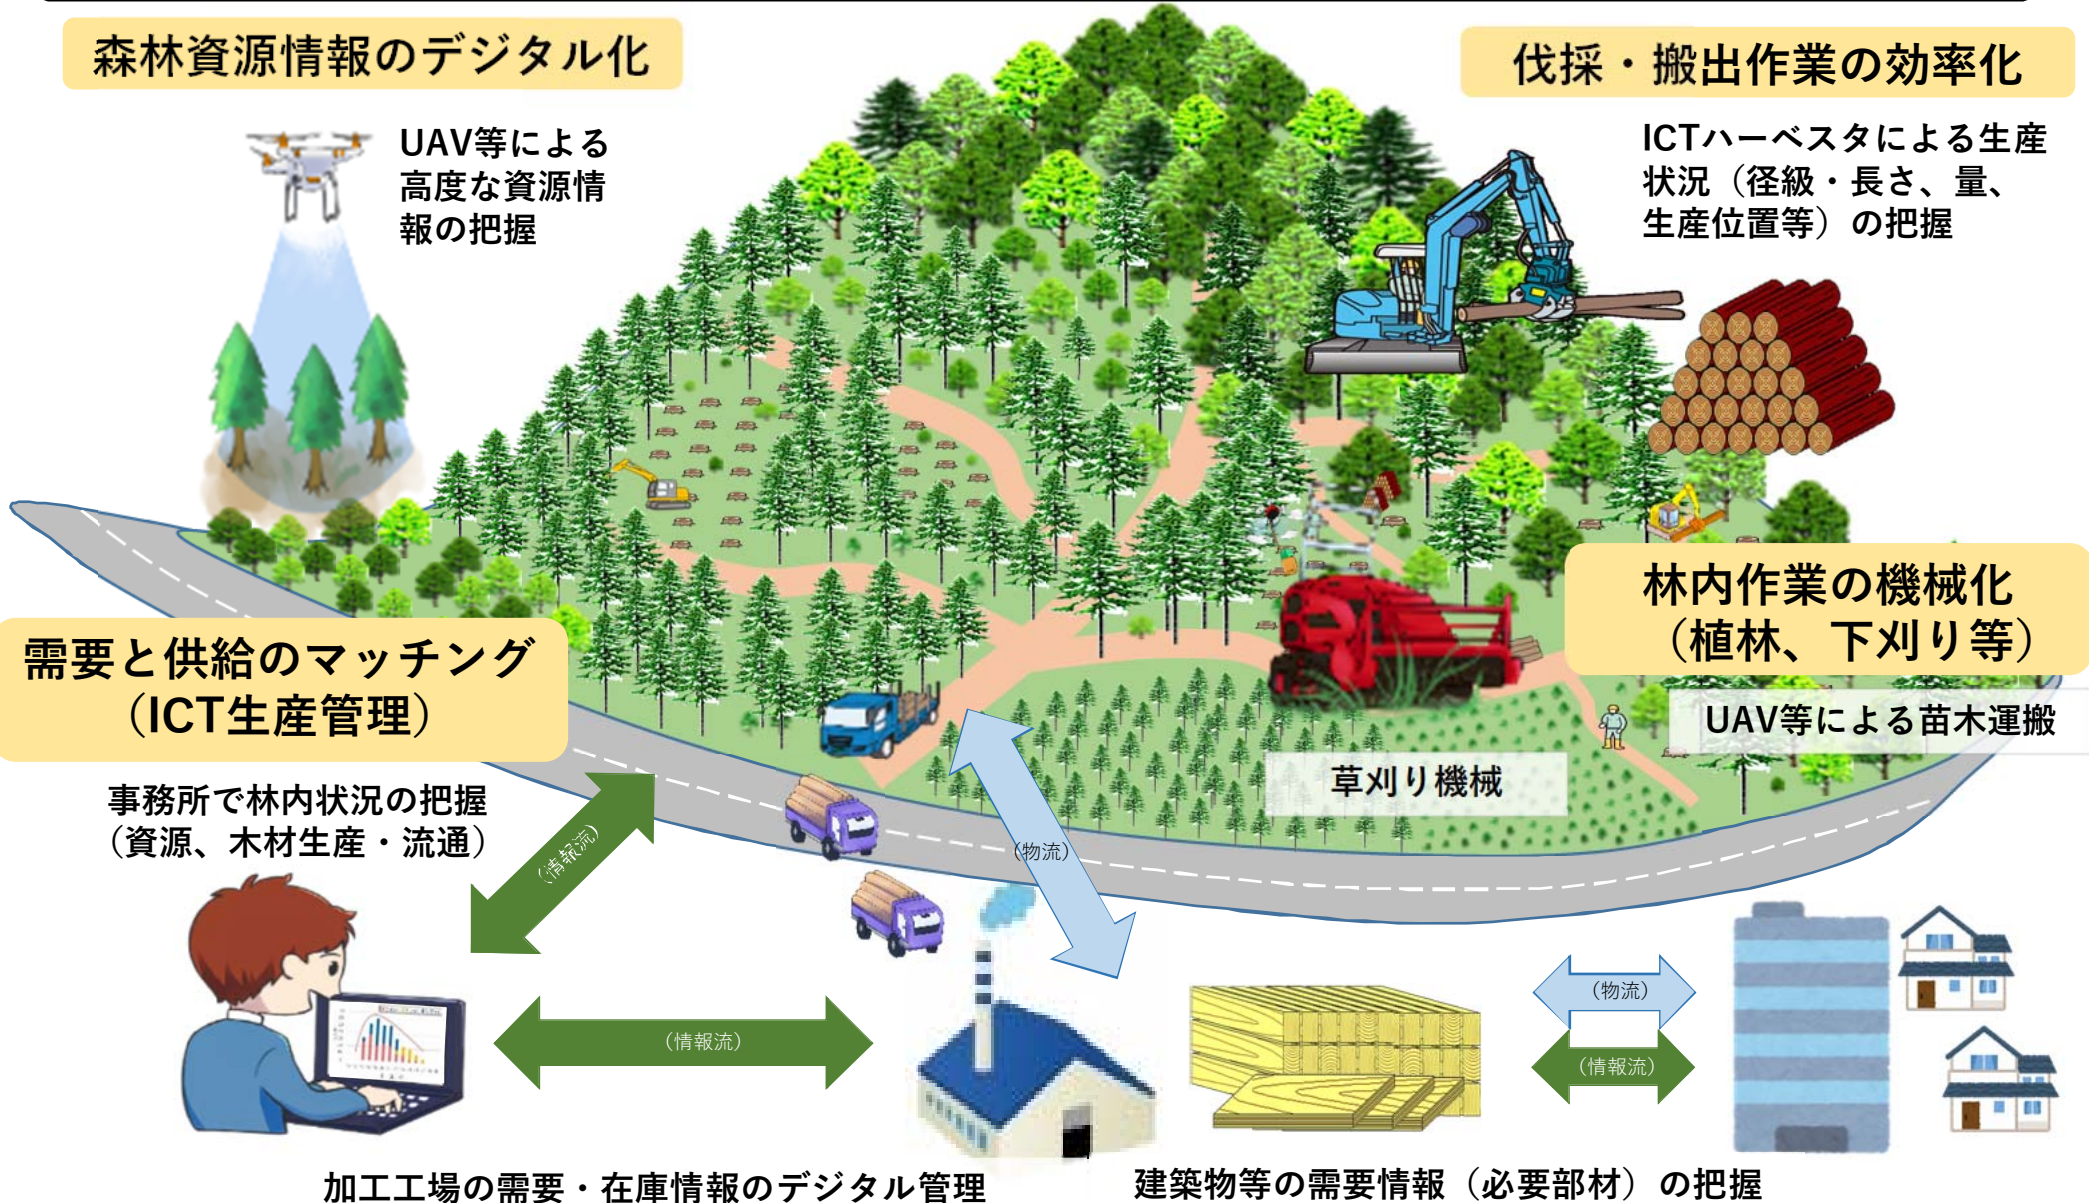 森林資源情報のデジタル化
UAV等による
高度な資源情
報の把握
伐採・搬出作業の効率化
ICTハーベスタによる生産
状況（径級・長さ、量、
生産位置等）の把握
林内作業の機械化
（植林、下刈り等）
UAV等による苗木運搬
草刈り機械
需要と供給のマッチング
（ICT生産管理）
事務所で林内状況の把握
（資源、木材生産・流通）
（情報流）
（物流）
（情報流）
（物流）
（情報流）
加工工場の需要・在庫情報のデジタル管理
建築物等の需要情報（必要部材）の把握